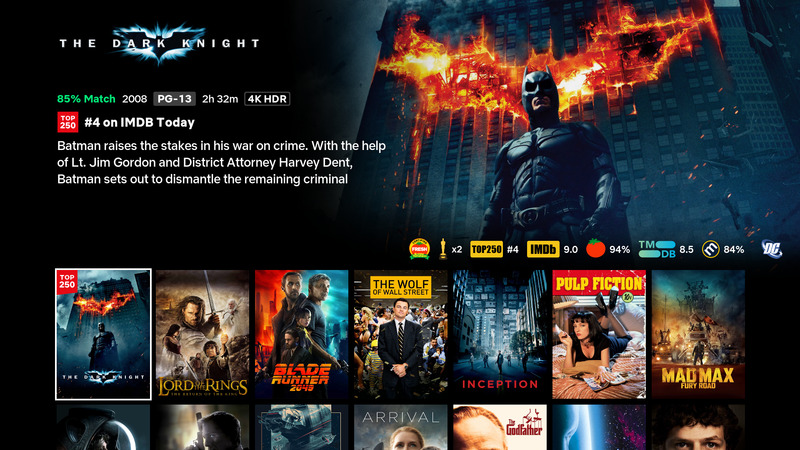 THE DARK KNIGHT
85% Match 2008 PG-13 2h 32m 4K HDR
TOP 250 #4 on IMDB Today
Batman raises the stakes in his war on crime. With the help
of Lt. Jim Gordon and District Attorney Harvey Dent,
Batman sets out to dismantle the remaining criminal
FRESH x2 TOP250 #4 IMDb 9.0 94% TMDB 8.5 84% DC
TOP
250
THE DARK KNIGHT
THE LORD OF THE RINGS
THE RETURN OF THE KING
BLADE
RUNNER
2049
THE WOLF
OF WALL STREET
INCEPTION
PULP FICTION
10¢
MAD MAX
FURY ROAD
ARRIVAL
The
Godfather